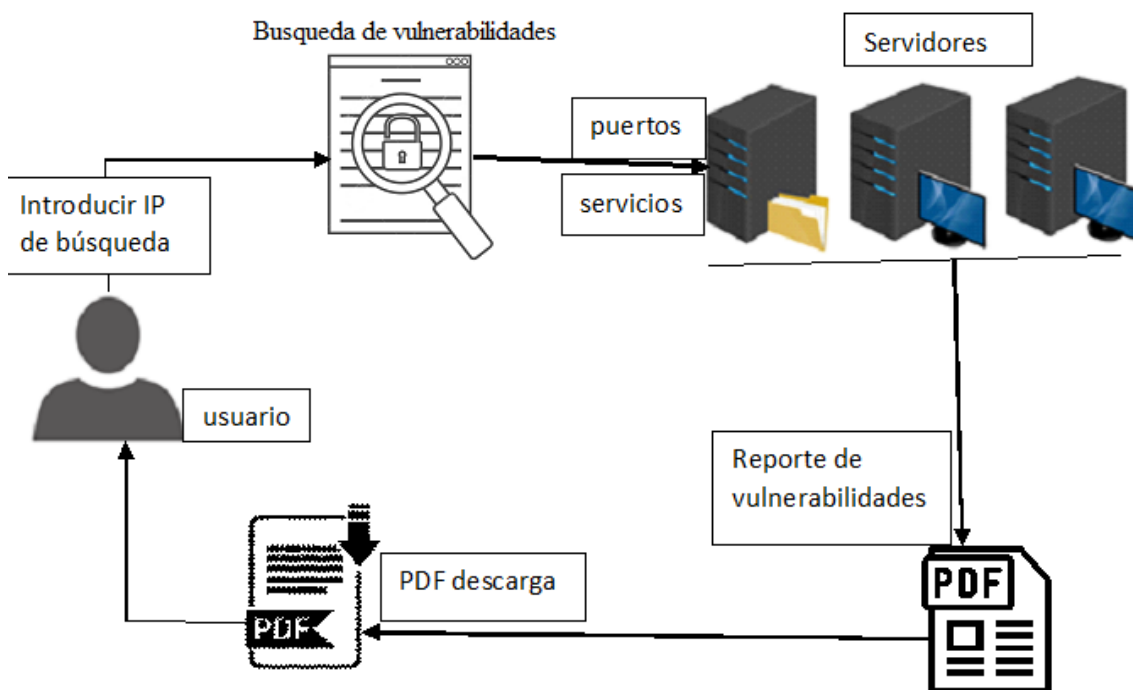 Busqueda de vulnerabilidades
Servidores
puertos
servicios
Introducir IP
de búsqueda
usuario
Reporte de
vulnerabilidades
PDF
PDF descarga
PDF